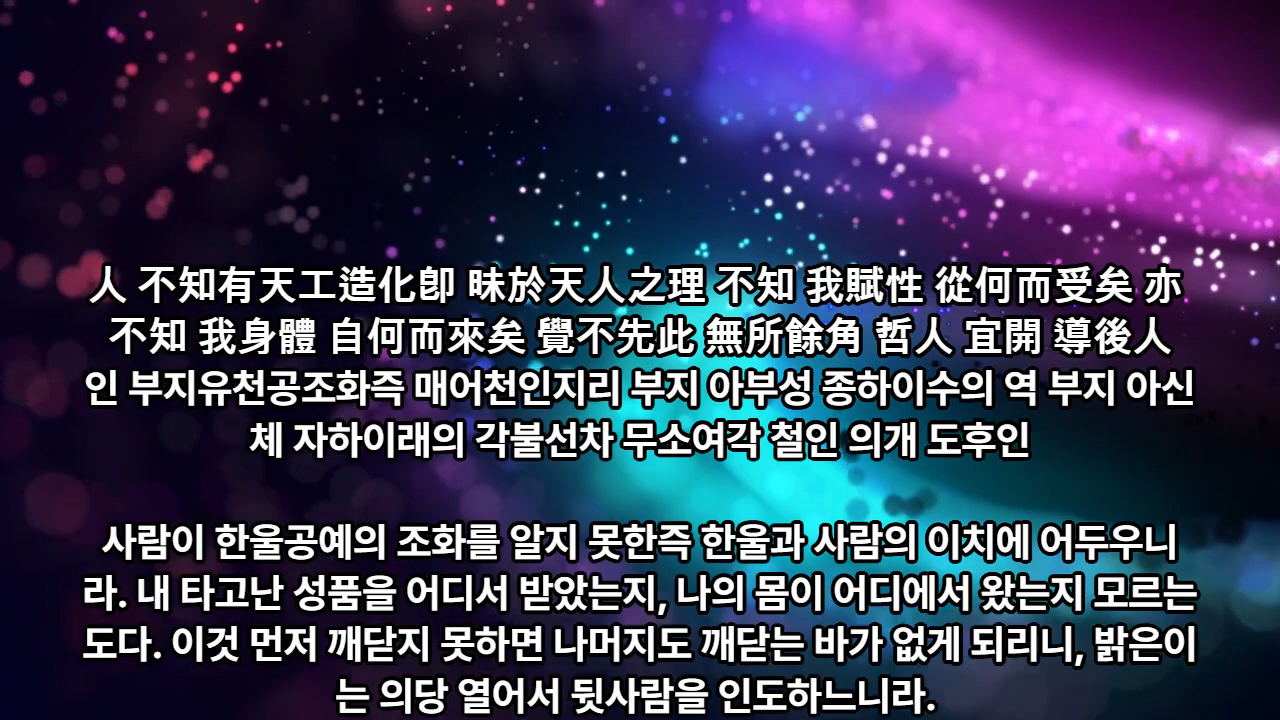 人 不知有天工造化卽 昧於天人之理 不知 我賦性 從何而受矣 亦
不知 我身體 自何而來矣 覺不先此 無所餘角 哲人 宜開 導後人
인 부지유천공조화즉 매어천인지리 부지 아부성 종하이수의 역 부지 아신
체 자하이래의 각불선차 무소여각 철인 의개 도후인
사람이 한울공예의 조화를 알지 못한즉 한울과 사람의 이치에 어두우니
라. 내 타고난 성품을 어디서 받았는지, 나의 몸이 어디에서 왔는지 모르는
도다. 이것 먼저 깨닫지 못하면 나머지도 깨닫는 바가 없게 되리니, 밝은이
는 의당 열어서 뒷사람을 인도하느니라.